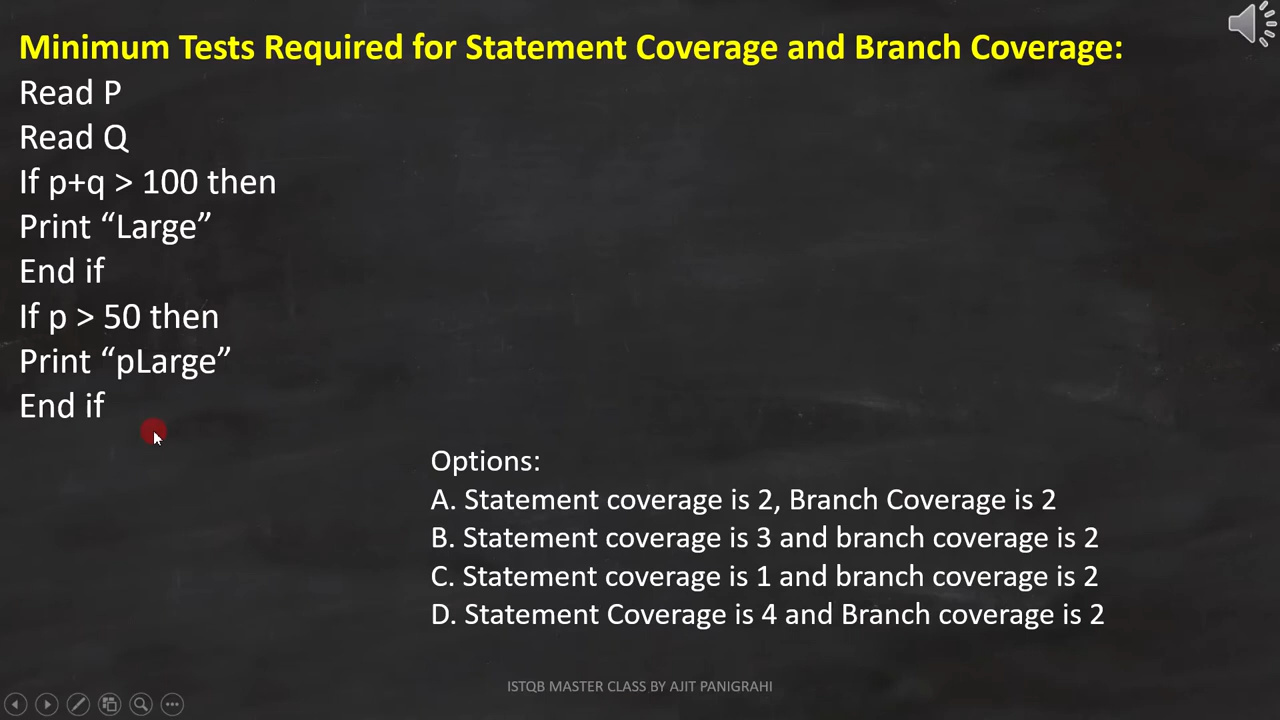 Minimum Tests Required for Statement Coverage and Branch Coverage:
Read P
Read Q
If p+q > 100 then
Print “Large”
End if
If p > 50 then
Print “pLarge”
End if
Options:
A. Statement coverage is 2, Branch Coverage is 2
B. Statement coverage is 3 and branch coverage is 2
C. Statement coverage is 1 and branch coverage is 2
D. Statement Coverage is 4 and Branch coverage is 2
ISTQB MASTER CLASS BY AJIT PANIGRAHI